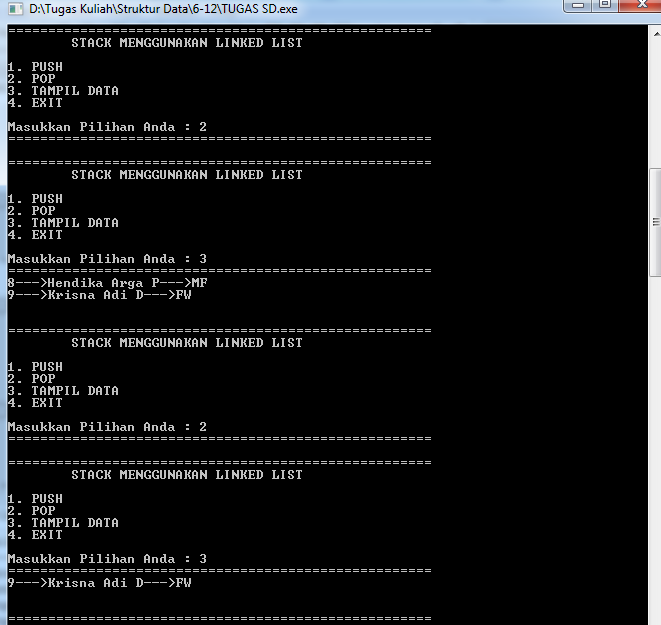 D:\Tugas Kuliah\Struktur Data\6-12\TUGAS SD.exe
=====================================================
STACK MENGGUNAKAN LINKED LIST
1. PUSH
2. POP
3. TAMPIL DATA
4. EXIT
Masukkan Pilihan Anda : 2
=====================================================
=====================================================
STACK MENGGUNAKAN LINKED LIST
1. PUSH
2. POP
3. TAMPIL DATA
4. EXIT
Masukkan Pilihan Anda : 3
=====================================================
8--->Hendika Arga P--->MF
9--->Krisna Adi D--->FW
=====================================================
STACK MENGGUNAKAN LINKED LIST
1. PUSH
2. POP
3. TAMPIL DATA
4. EXIT
Masukkan Pilihan Anda : 2
=====================================================
=====================================================
STACK MENGGUNAKAN LINKED LIST
1. PUSH
2. POP
3. TAMPIL DATA
4. EXIT
Masukkan Pilihan Anda : 3
=====================================================
9--->Krisna Adi D--->FW
=====================================================